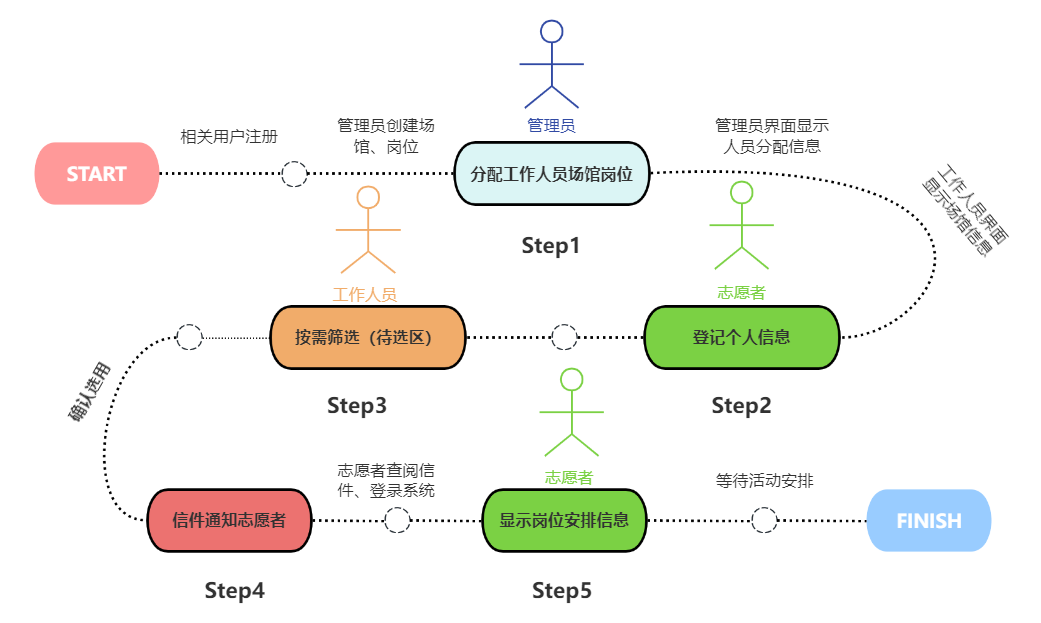 管理员
相关用户注册
管理员创建场
馆、岗位
管理员界面显示
人员分配信息
START
分配工作人员场馆岗位
工作人员界面
显示场馆信息
Step1
工作人员
志愿者
按需筛选（待选区）
登记个人信息
确认选用
Step3
Step2
志愿者查阅信
件、登录系统
志愿者
等待活动安排
信件通知志愿者
显示岗位安排信息
FINISH
Step4
Step5